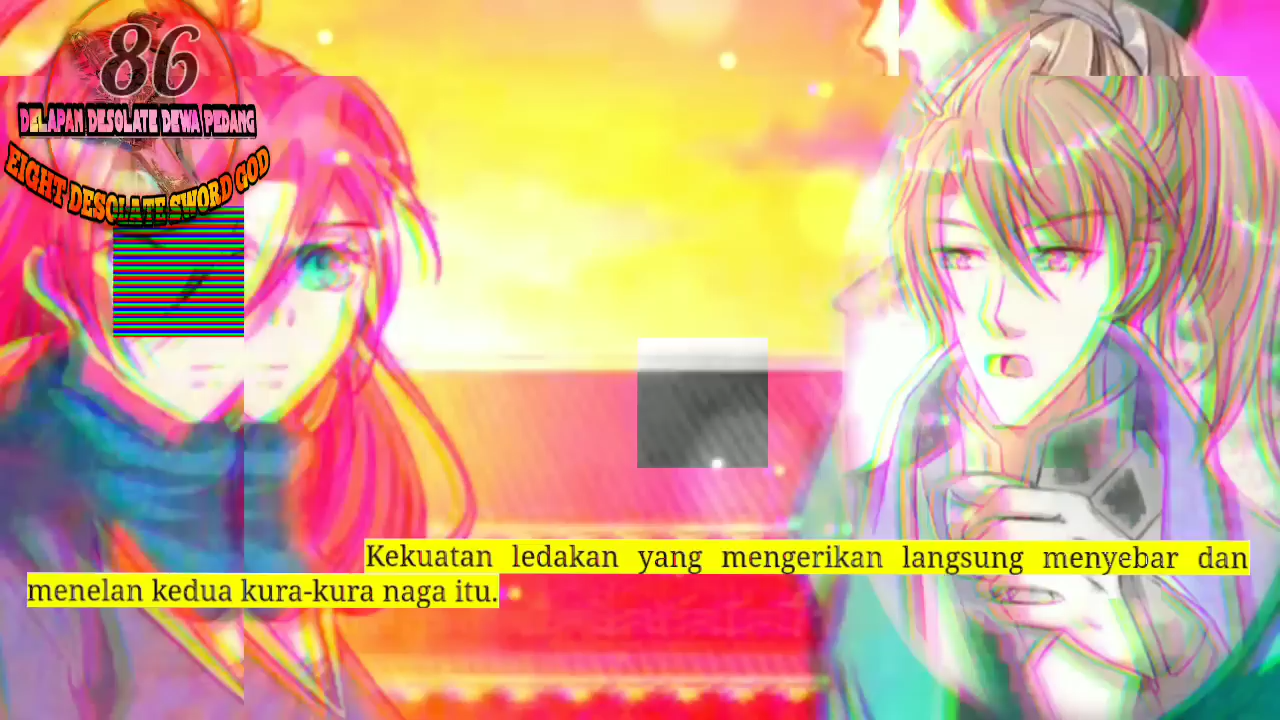 86
DELAPAN DESOLATE DEWA PEDANG
EIGHT DESOLATE SWORD GOD
Kekuatan ledakan yang mengerikan langsung menyebar dan
menelan kedua kura-kura naga itu.